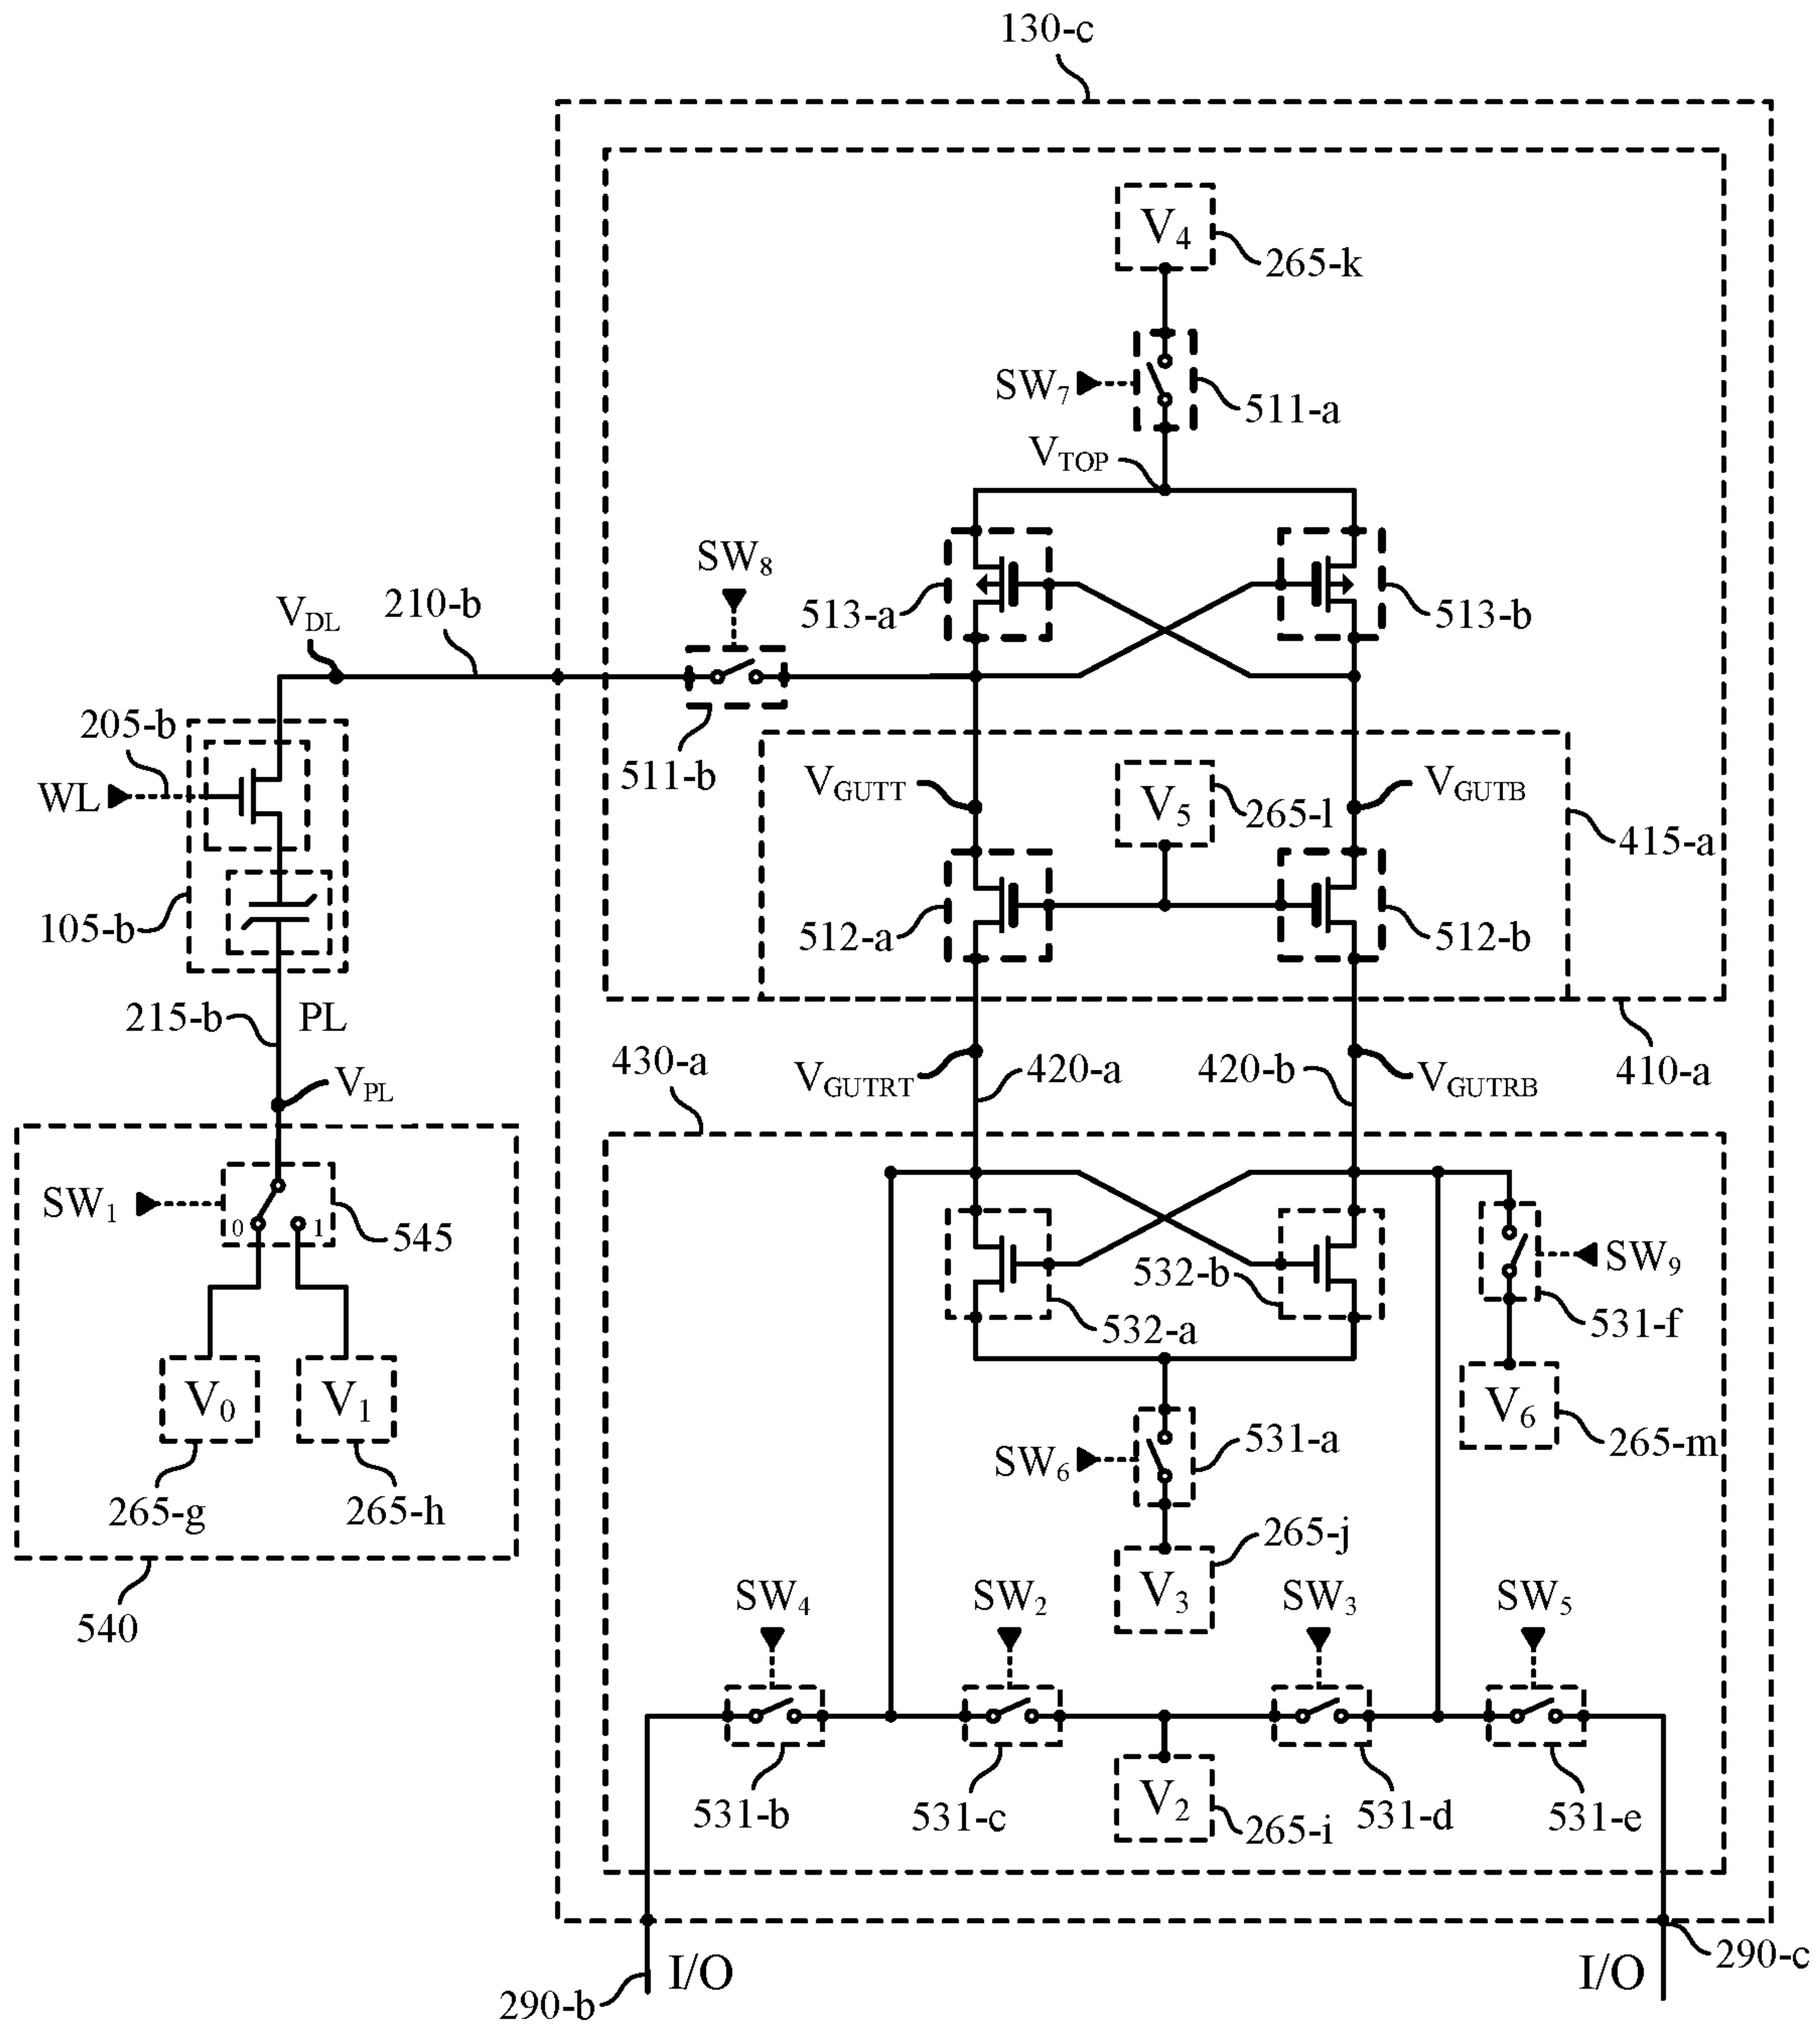 130-c
V4
265-k
SW7
511-a
VTOP
SW8
513-a
513-b
VDL
210-b
205-b
WL
511-b
VGUTT
V5
265-l
VGUTB
415-a
105-b
512-a
512-b
215-b
PL
430-a
VGUTRT
420-a
420-b
VGUTRB
410-a
VPL
SW1
0
1
545
532-b
SW9
532-a
531-f
V0
V1
V6
265-m
SW6
531-a
265-g
265-h
265-j
V3
540
SW4
SW2
SW3
SW5
531-b
531-c
V2
265-i
531-d
531-e
290-b
I/O
I/O
290-c